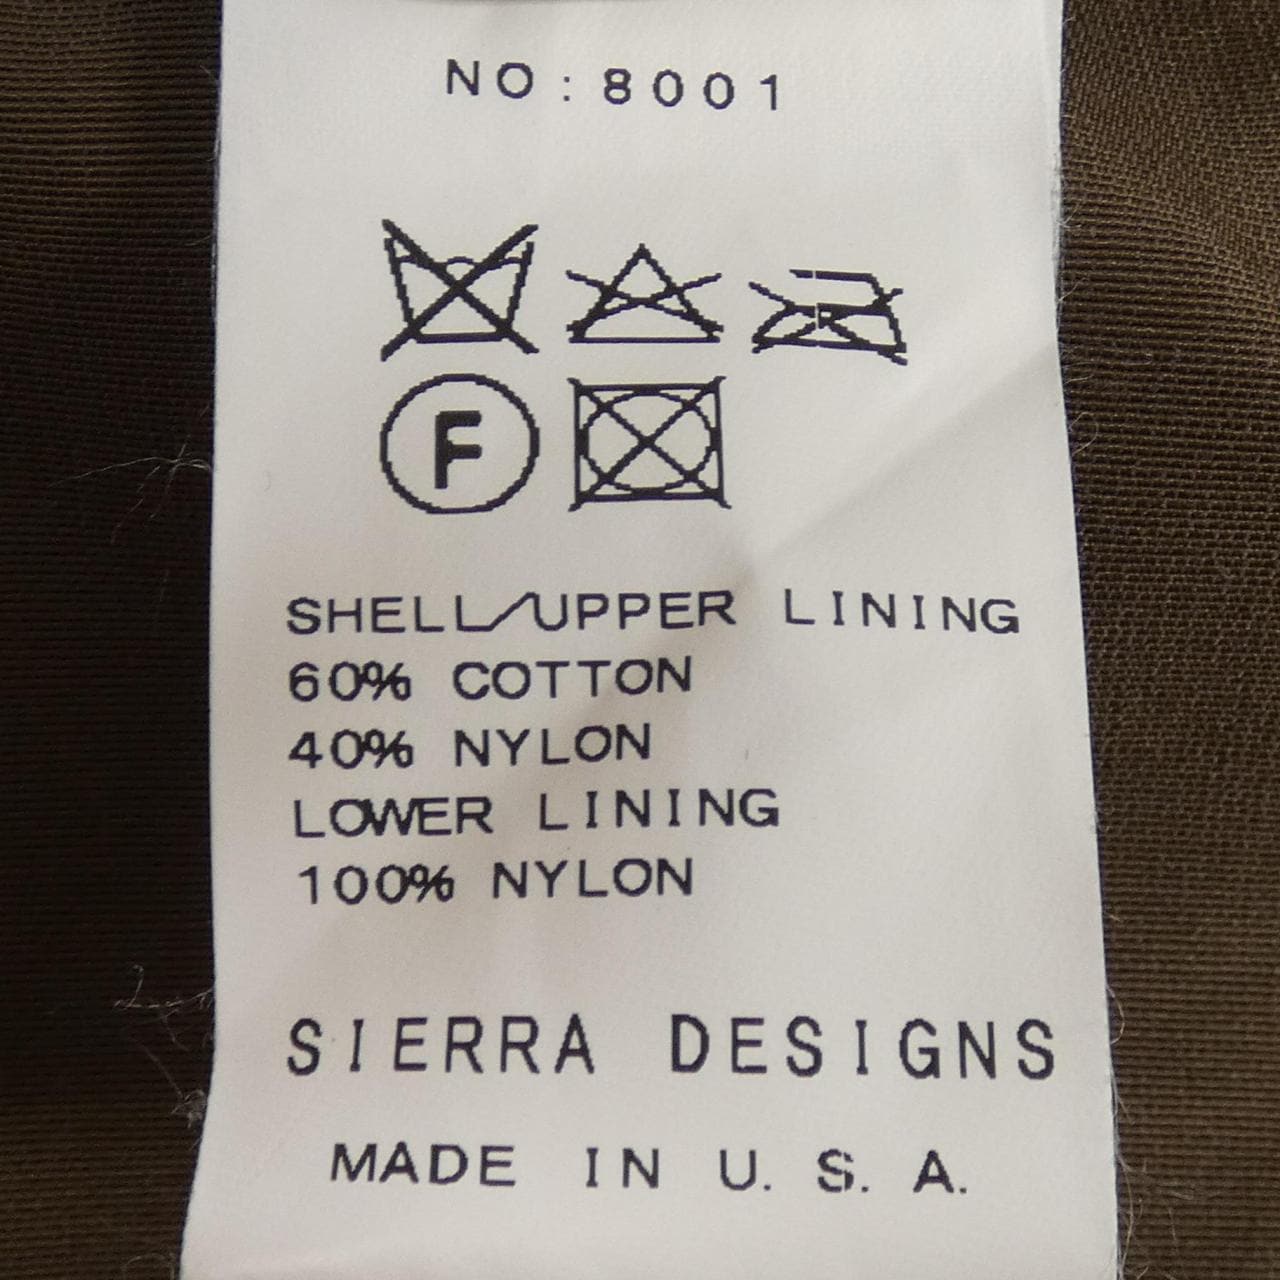 NO:8001
F
SHELL/UPPER LINING
60% COTTON
40% NYLON
LOWER LINING
100% NYLON
SIERRA DESIGNS
MADE IN U.S.A.